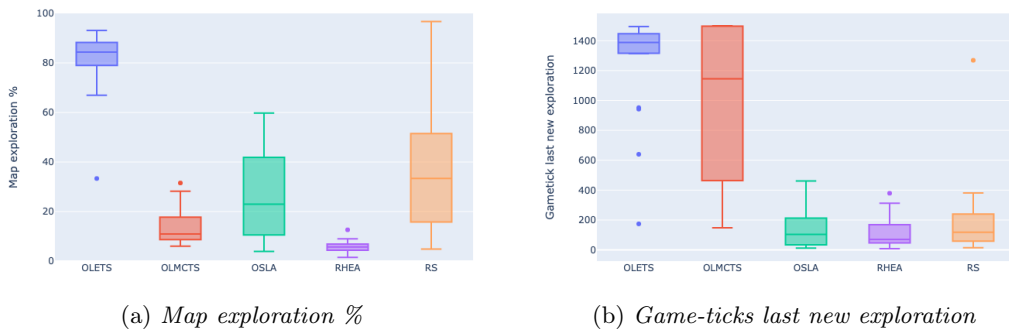 100
80
60
40
20
0
Map exploration %
OLETS OLMCTS OSLA RHEA RS
1400
1200
1000
800
600
400
200
0
Gametick last new exploration
OLETS OLMCTS OSLA RHEA RS
(a) Map exploration %
(b) Game-ticks last new exploration